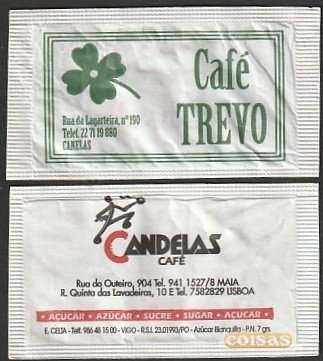 Café
TREVO
Rua da Lagarteira, nº 190
Telef. 22 71 19 880
CANELAS
CANDELAS
CAFÉ
Rua do Outeiro, 904 Tel. 941 1527/8 MAIA
R. Quinta das Lavadeiras, 10 E Tel. 7582829 LISBOA
• AÇUCAR • AZÚCAR • SUCRE • SUGAR • AÇUCAR •
E. CELTA - Telf. 986 48 15 00 - VIGO - R.S.I. 23.01993/PO - Azúcar Blanquilla - P.N. 7 grs.
coisas